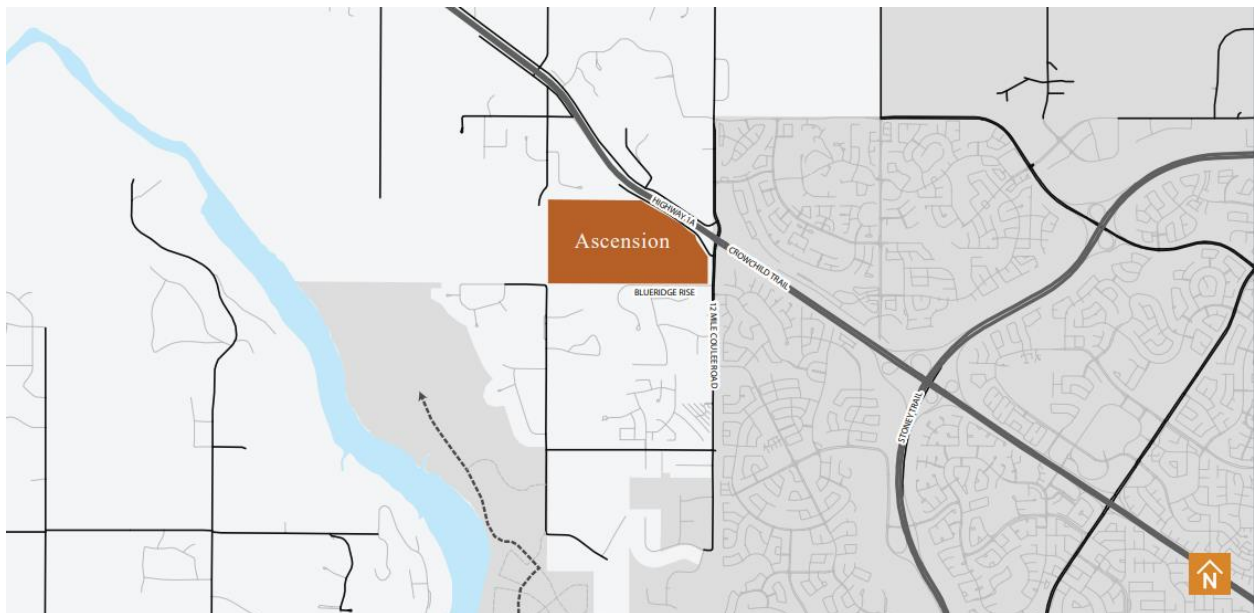 HIGHWAY 1A
Ascension
CROWCHILD TRAIL
BLUERIDGE RISE
12 MILE COULEE ROAD
STONEY TRAIL
N